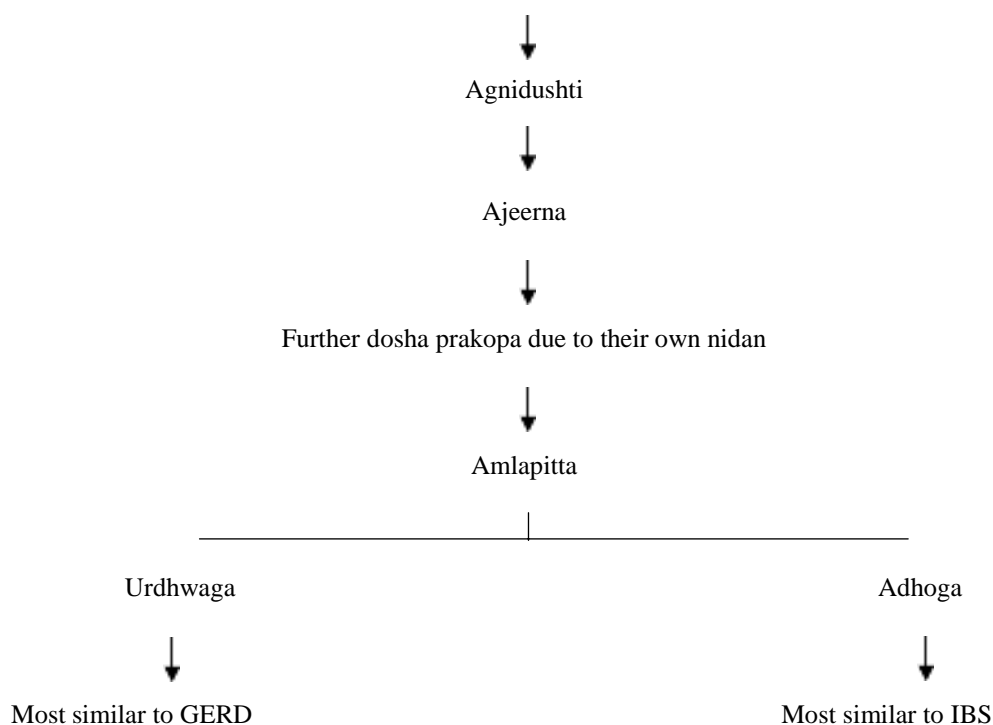 Agnidushti
Ajeerna
Further dosha prakopa due to their own nidan
Amlapitta
Urdhwaga
Adhoga
Most similar to GERD
Most similar to IBS